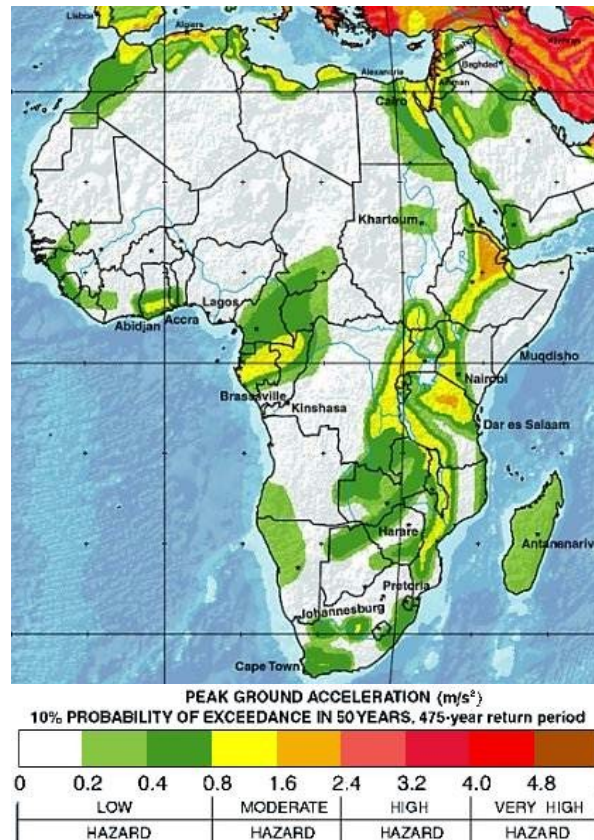 Lisboa
Algiers
Baghdad
Amman
Alexandria
Cairo
Khartoum
Lagos
Accra
Abidjan
Muqdisho
Nairobi
Brassaville
Kinshasa
Dar es Salaam
Harare
Antananariv
Pretoria
Johannesburg
Cape Town
PEAK GROUND ACCELERATION (m/s²)
10% PROBABILITY OF EXCEEDANCE IN 50 YEARS, 475-year return period
0 0.2 0.4 0.8 1.6 2.4 3.2 4.0 4.8
LOW MODERATE HIGH VERY HIGH
HAZARD HAZARD HAZARD HAZARD